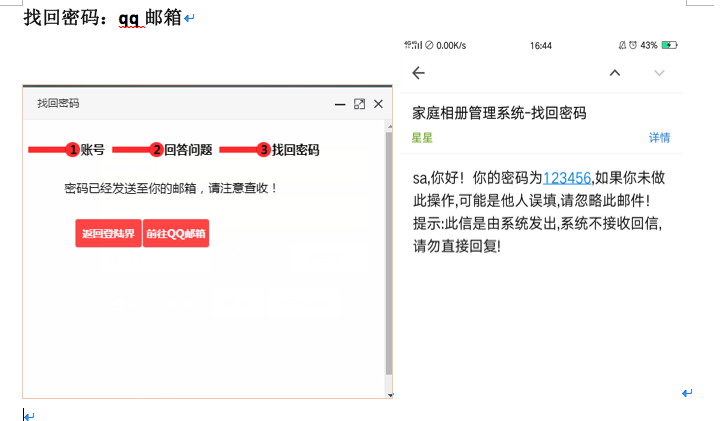 找回密码：qq 邮箱
找回密码
1账号 2回答问题 3找回密码
密码已经发送至你的邮箱，请注意查收！
返回登陆界 前往QQ邮箱
0.00K/s 16:44 43%
家庭相册管理系统-找回密码
星星 详情
sa,你好！你的密码为123456,如果你未做
此操作,可能是他人误填,请忽略此邮件！
提示:此信是由系统发出,系统不接收回信,
请勿直接回复!